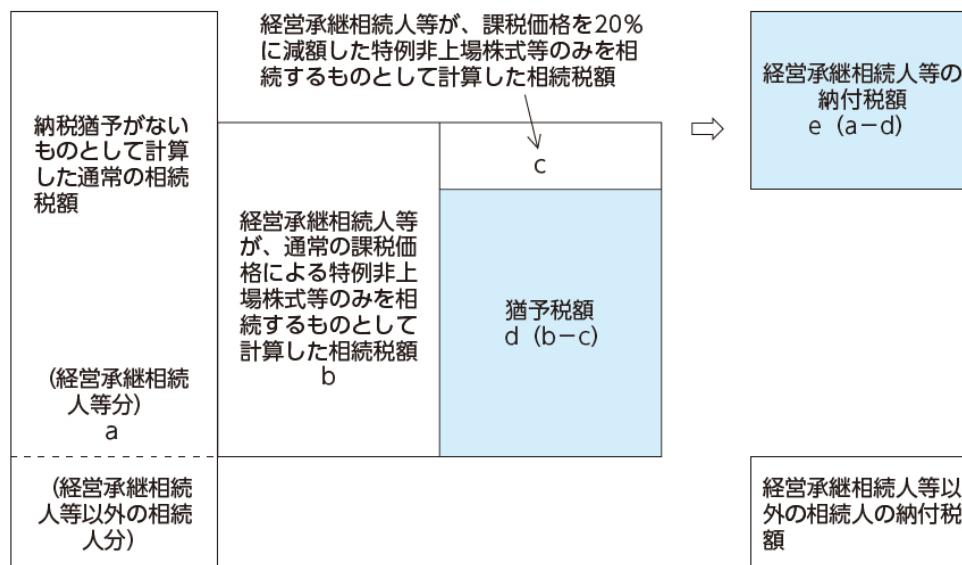 経営承継相続人等が、課税価格を20%
に減額した特例非上場株式等のみを相
続するものとして計算した相続税額
納税猶予がない
ものとして計算
した通常の相続
税額
(経営承継相続
人等分)
a
(経営承継相続
人等以外の相続
人分)
経営承継相続人等
が、通常の課税価
格による特例非上
場株式等のみを相
続するものとして
計算した相続税額
b
c
猶予税額
d (b−c)
経営承継相続人等の
納付税額
e (a−d)
経営承継相続人等以
外の相続人の納付税
額